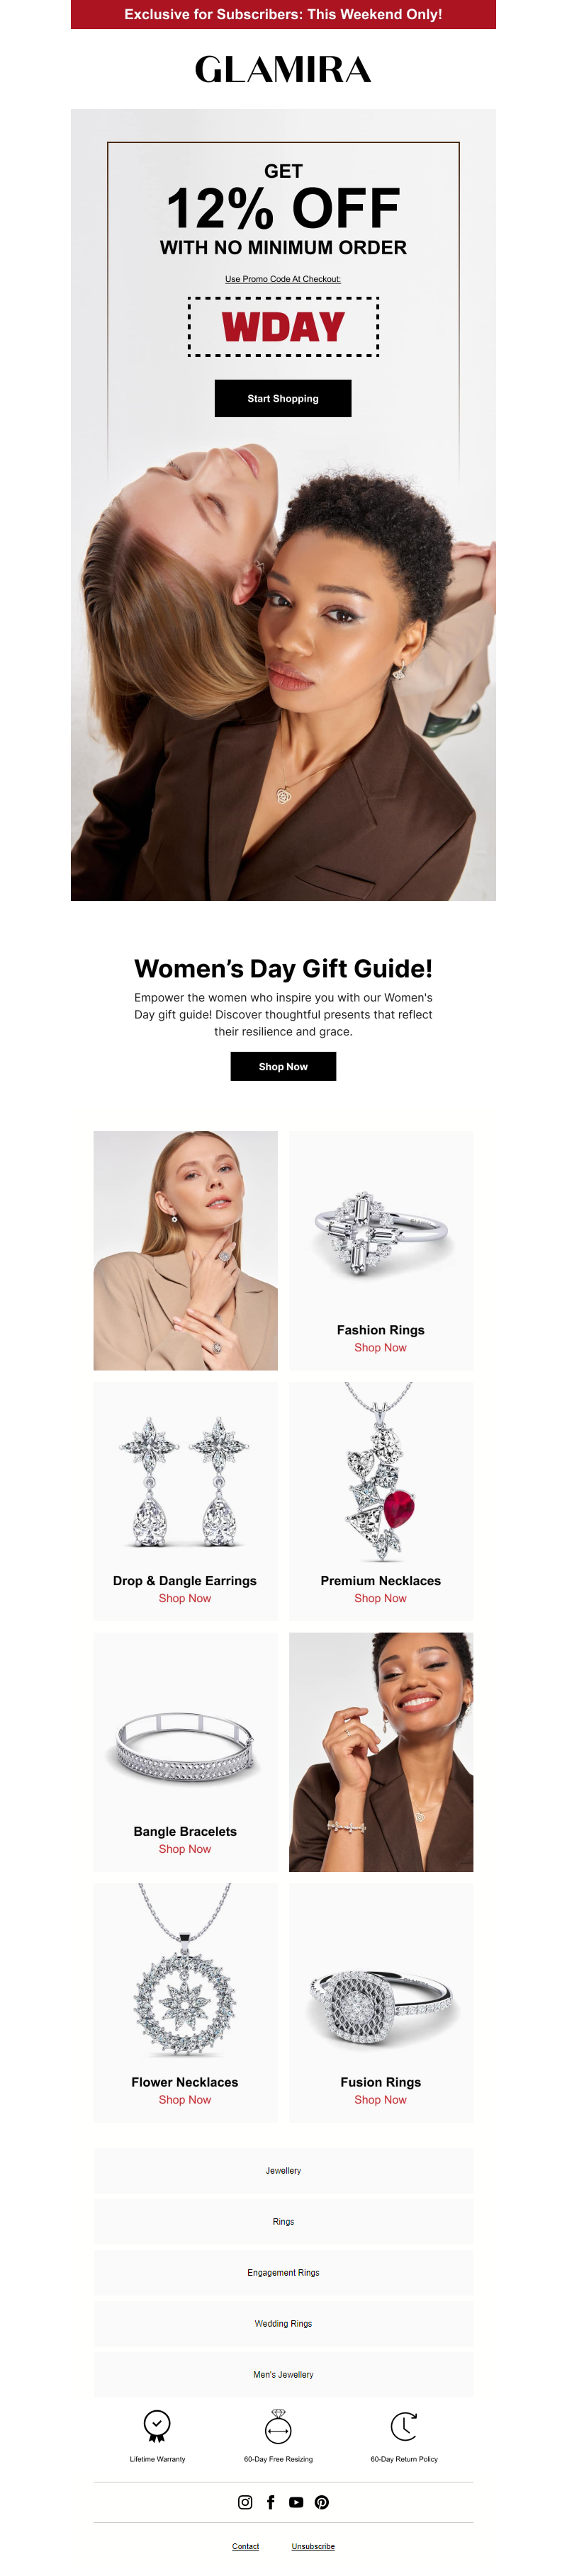 Exclusive for Subscribers: This Weekend Only!
GLAMIRA
GET
12% OFF
WITH NO MINIMUM ORDER
Use Promo Code At Checkout:
WDAY
Start Shopping
Women's Day Gift Guide!
Empower the women who inspire you with our Women's
Day gift guide! Discover thoughtful presents that reflect
their resilience and grace.
Shop Now
Fashion Rings
Shop Now
Drop & Dangle Earrings
Shop Now
Premium Necklaces
Shop Now
Bangle Bracelets
Shop Now
Flower Necklaces
Shop Now
Fusion Rings
Shop Now
Jewellery
Rings
Engagement Rings
Wedding Rings
Men's Jewellery
Lifetime Warranty
60-Day Free Resizing
60-Day Return Policy
Contact
Unsubscribe